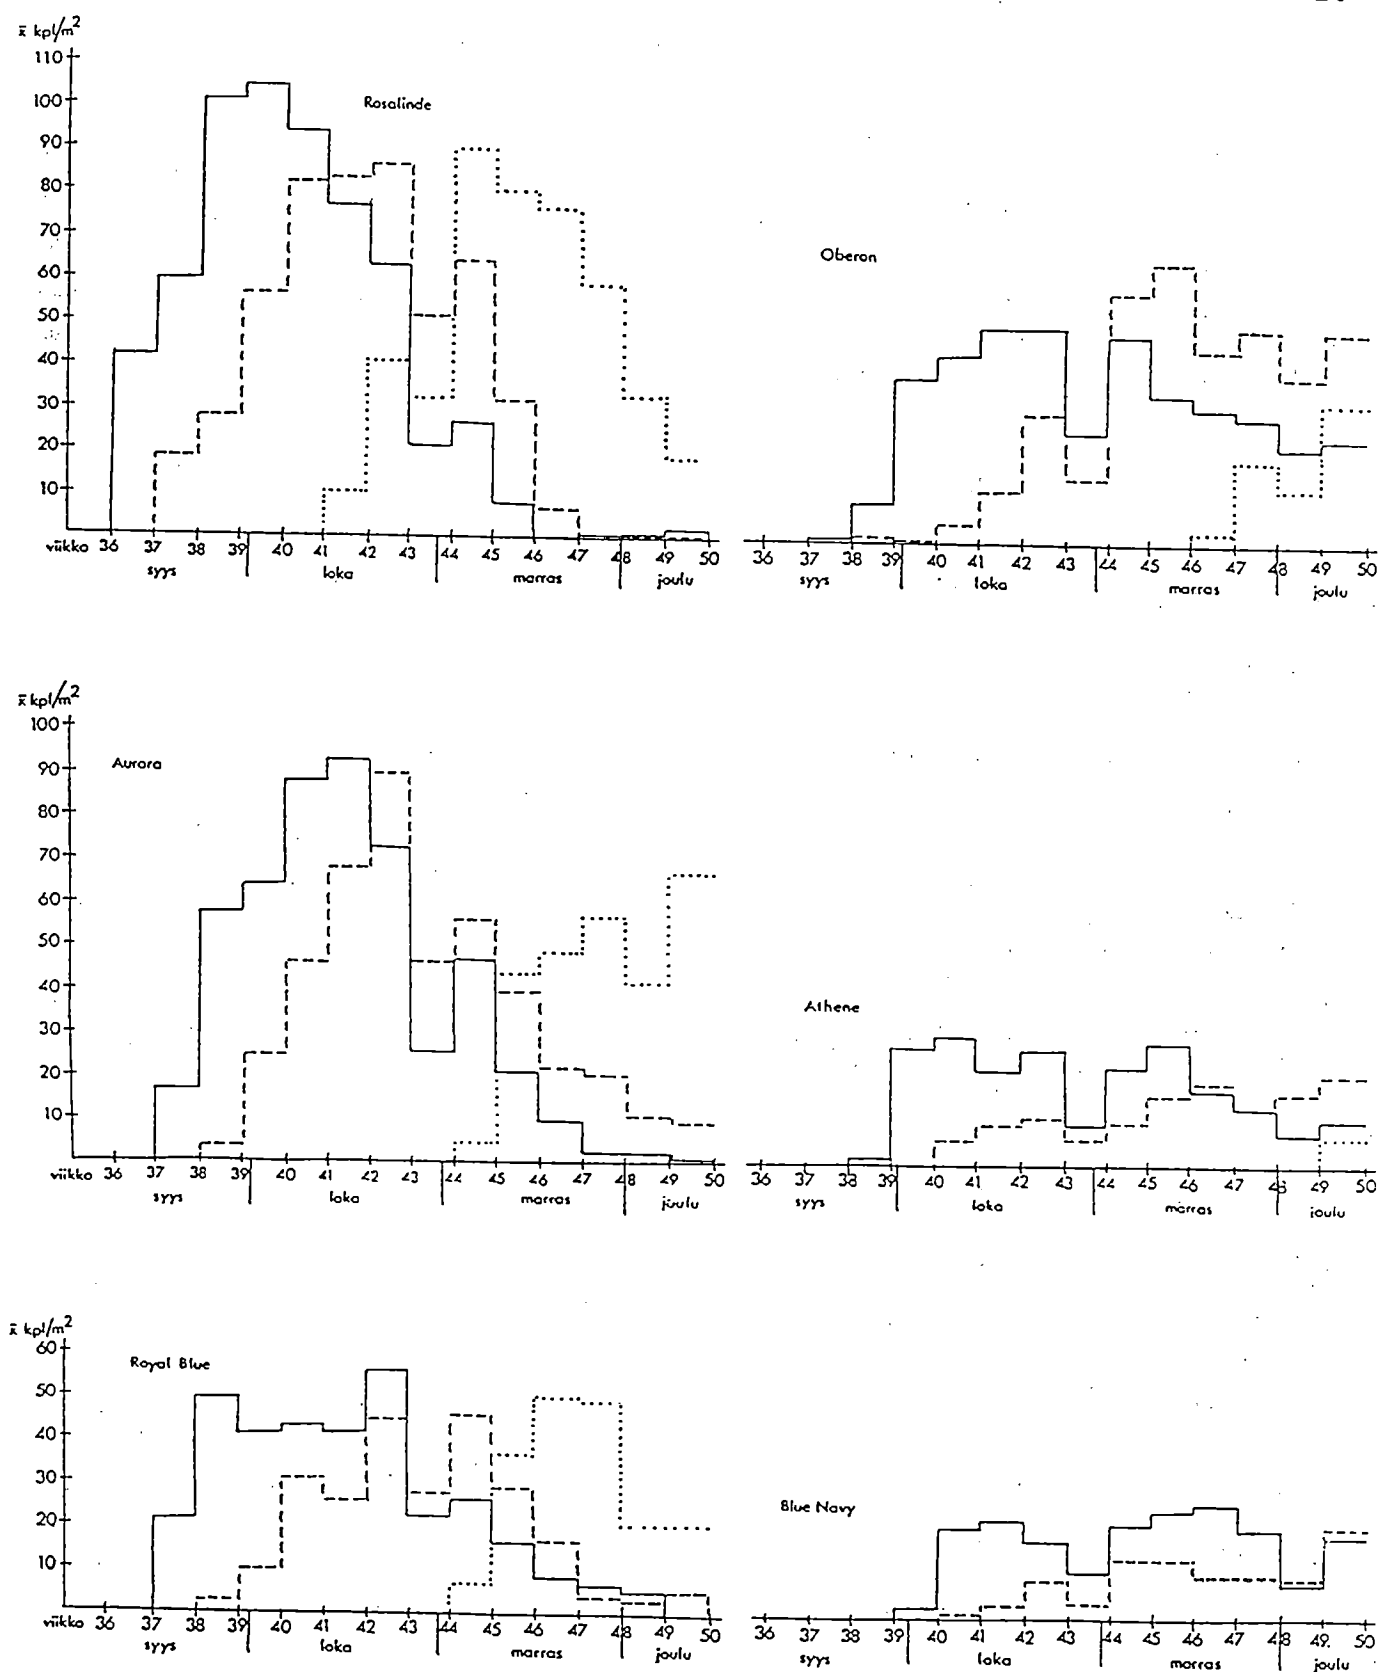 x̄ kpl/m²
110
100
90
80
70
60
50
40
30
20
10
Rosalinde
viikko 36 37 38 39 40 41 42 43 44 45 46 47 48 49 50
syys loka marras joulu
Oberon
36 37 38 39 40 41 42 43 44 45 46 47 48 49 50
syys loka marras joulu
x̄ kpl/m²
100
90
80
70
60
50
40
30
20
10
Aurora
viikko 36 37 38 39 40 41 42 43 44 45 46 47 48 49 50
syys loka marras joulu
Athene
36 37 38 39 40 41 42 43 44 45 46 47 48 49 50
syys loka marras joulu
x̄ kpl/m²
60
50
40
30
20
10
Royal Blue
viikko 36 37 38 39 40 41 42 43 44 45 46 47 48 49 50
syys loka marras joulu
Blue Navy
36 37 38 39 40 41 42 43 44 45 46 47 48 49 50
syys loka marras joulu